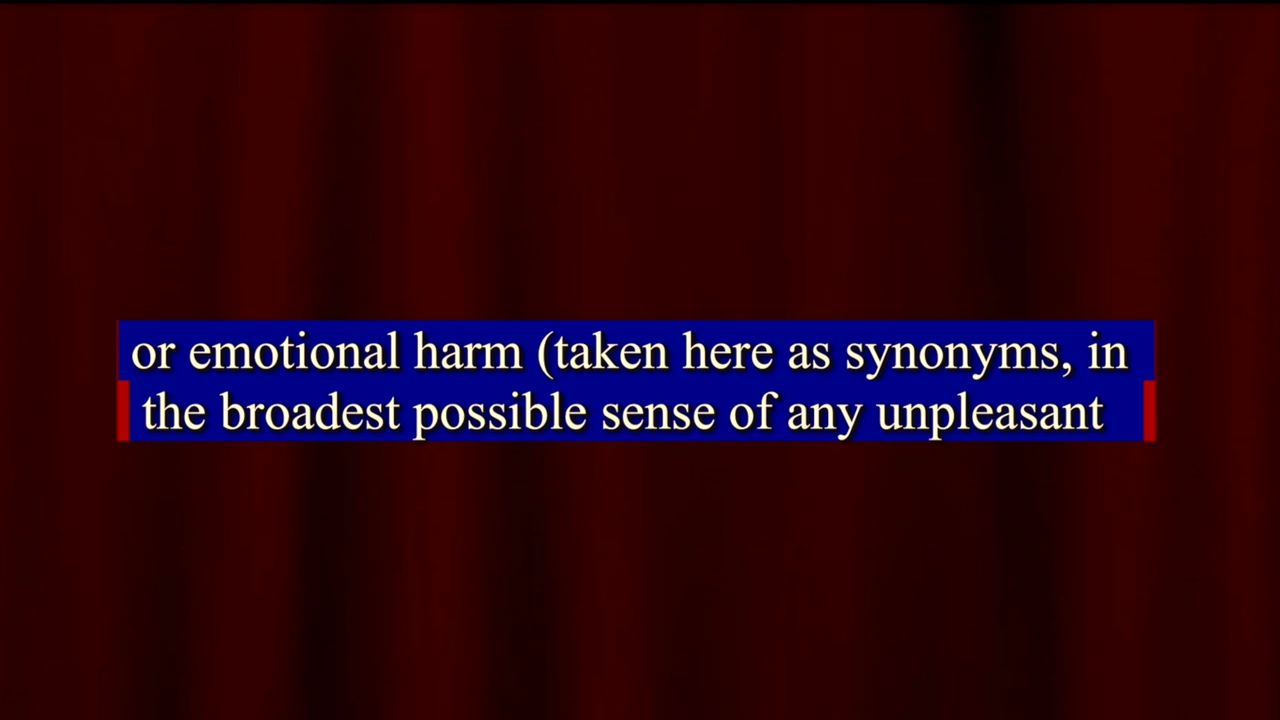 or emotional harm (taken here as synonyms, in
the broadest possible sense of any unpleasant